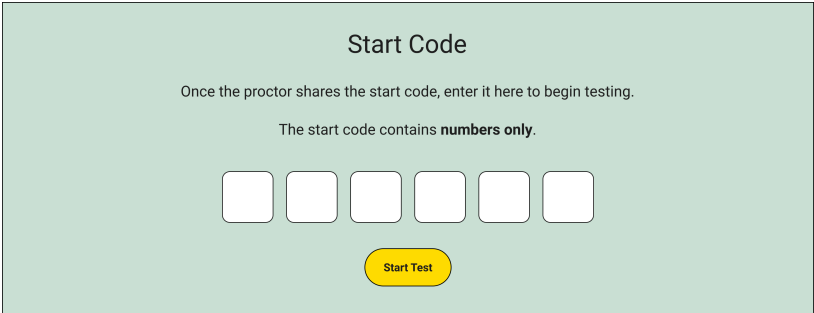 Start Code
Once the proctor shares the start code, enter it here to begin testing.
The start code contains numbers only.
Start Test